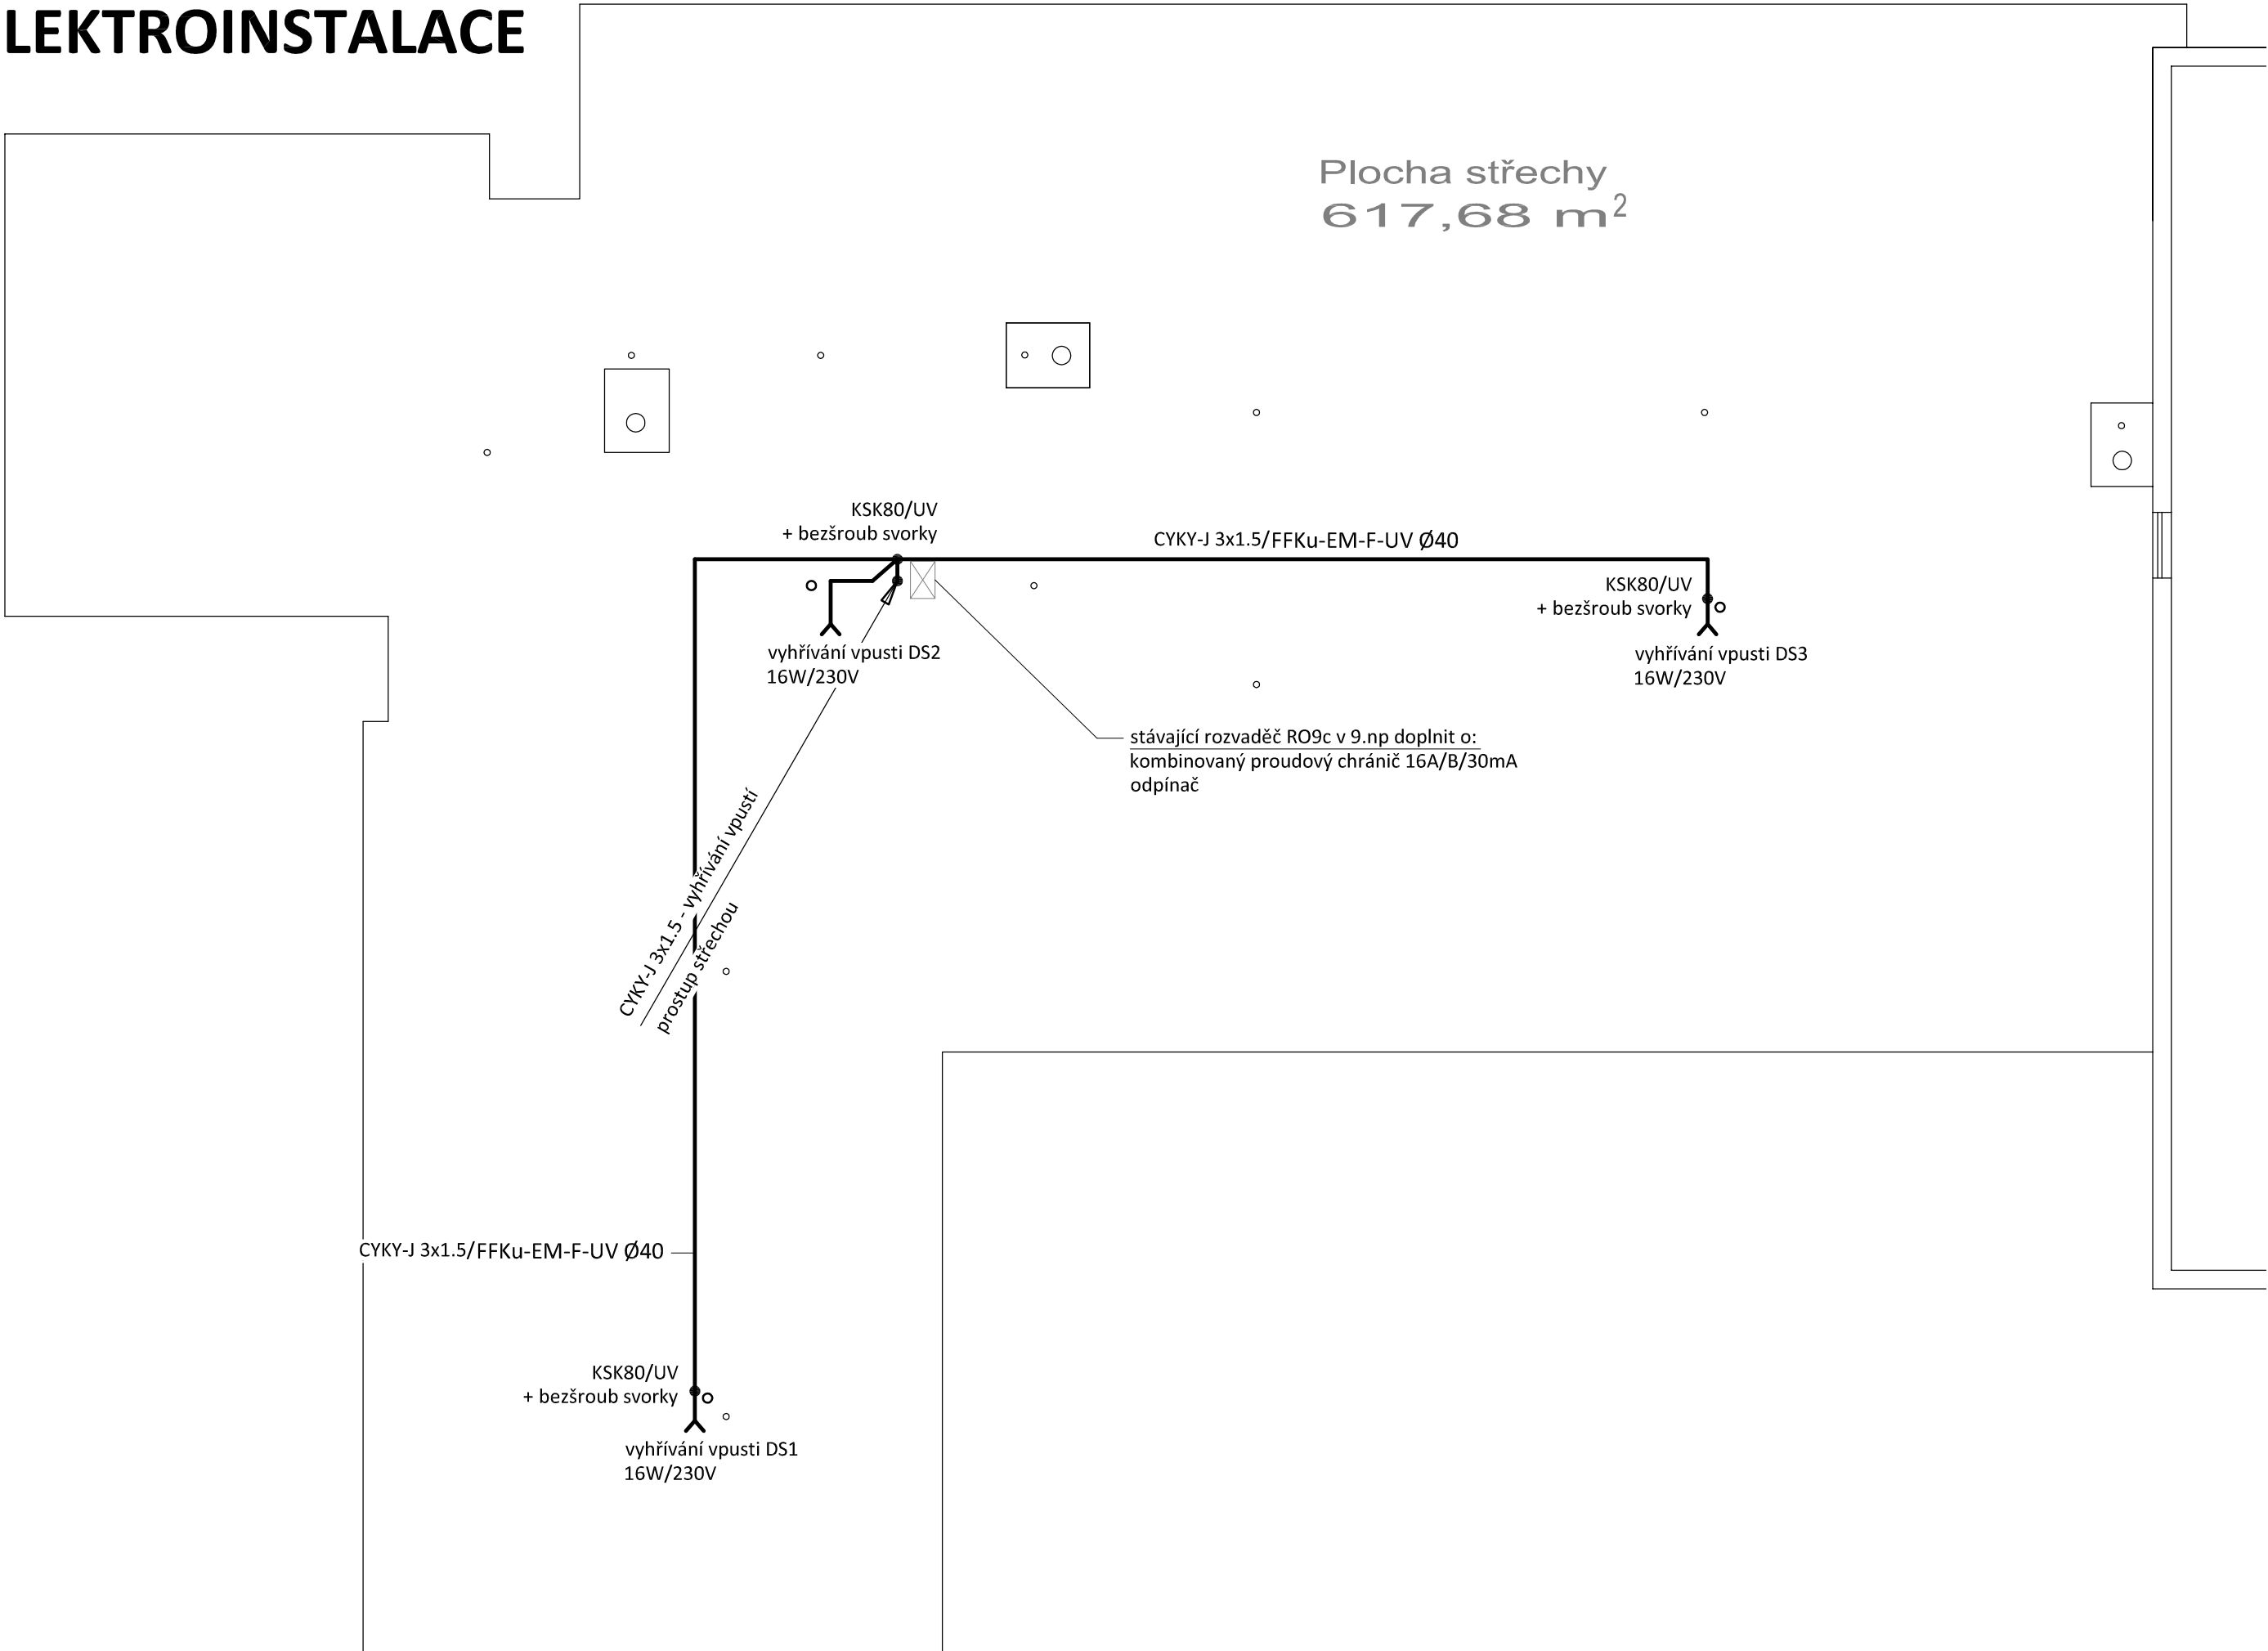 LEKTROINSTALACE
Plocha střechy
617,68 m²
KSK80/UV
+ bezšroub svorky
CYKY-J 3x1.5/FFKu-EM-F-UV Ø40
KSK80/UV
+ bezšroub svorky
vyhřívání vpusti DS2
16W/230V
vyhřívání vpusti DS3
16W/230V
stávající rozvaděč RO9c v 9.np doplnit o:
kombinovaný proudový chránič 16A/B/30mA
odpínač
CYKY-J 3x1.5 - vyhřívání vpustí
prostup střechou
CYKY-J 3x1.5/FFKu-EM-F-UV Ø40
KSK80/UV
+ bezšroub svorky
vyhřívání vpusti DS1
16W/230V